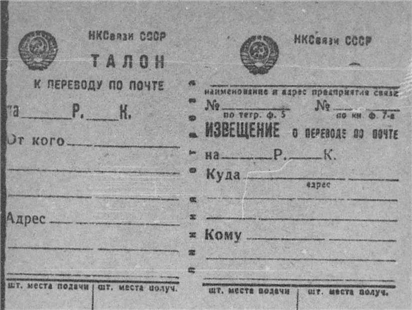 НКСвязи СССР
ТАЛОН
К ПЕРЕВОДУ ПО ПОЧТЕ
на Р. К.
От кого
Адрес
шт. места подачи шт. места получ.
линия отреза
НКСвязи СССР
наименование и адрес предприятия связи
№ №
по тетр. ф. 5 по кн ф. 7-а
ИЗВЕЩЕНИЕ О ПЕРЕВОДЕ ПО ПОЧТЕ
на Р. К.
Куда
адрес
Кому
шт. места подачи шт. места получ.